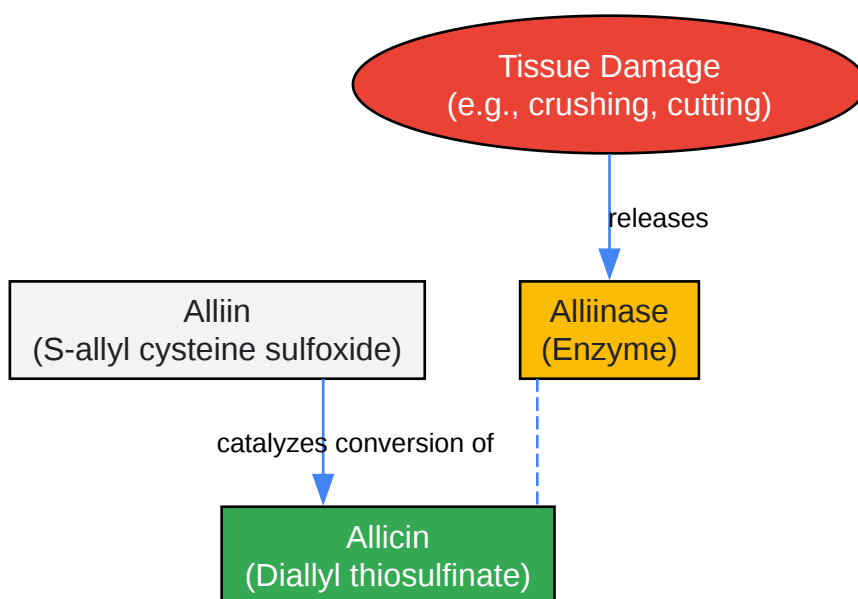 Tissue Damage
(e.g., crushing, cutting)
releases
Alliin
(S-allyl cysteine sulfoxide)
Alliinase
(Enzyme)
catalyzes conversion of
Allicin
(Diallyl thiosulfinate)